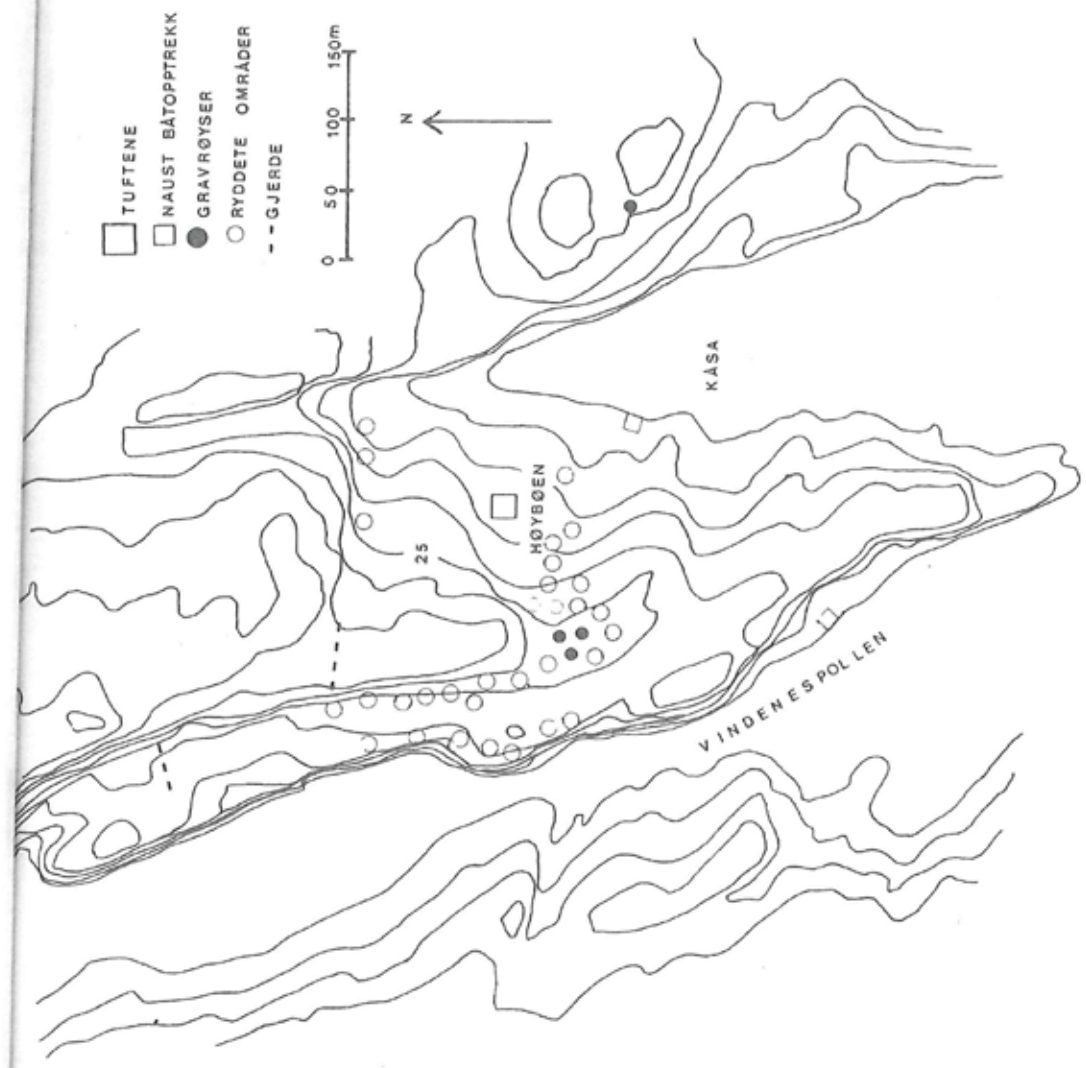 TUFTENE
NAUST BÅTOPPTREKK
GRAVRØYSER
RYDDETE OMRÅDER
GJERDE
0 50 100 150m
N
25
HØYBØEN
KÅSA
VINDENESPOLLEN